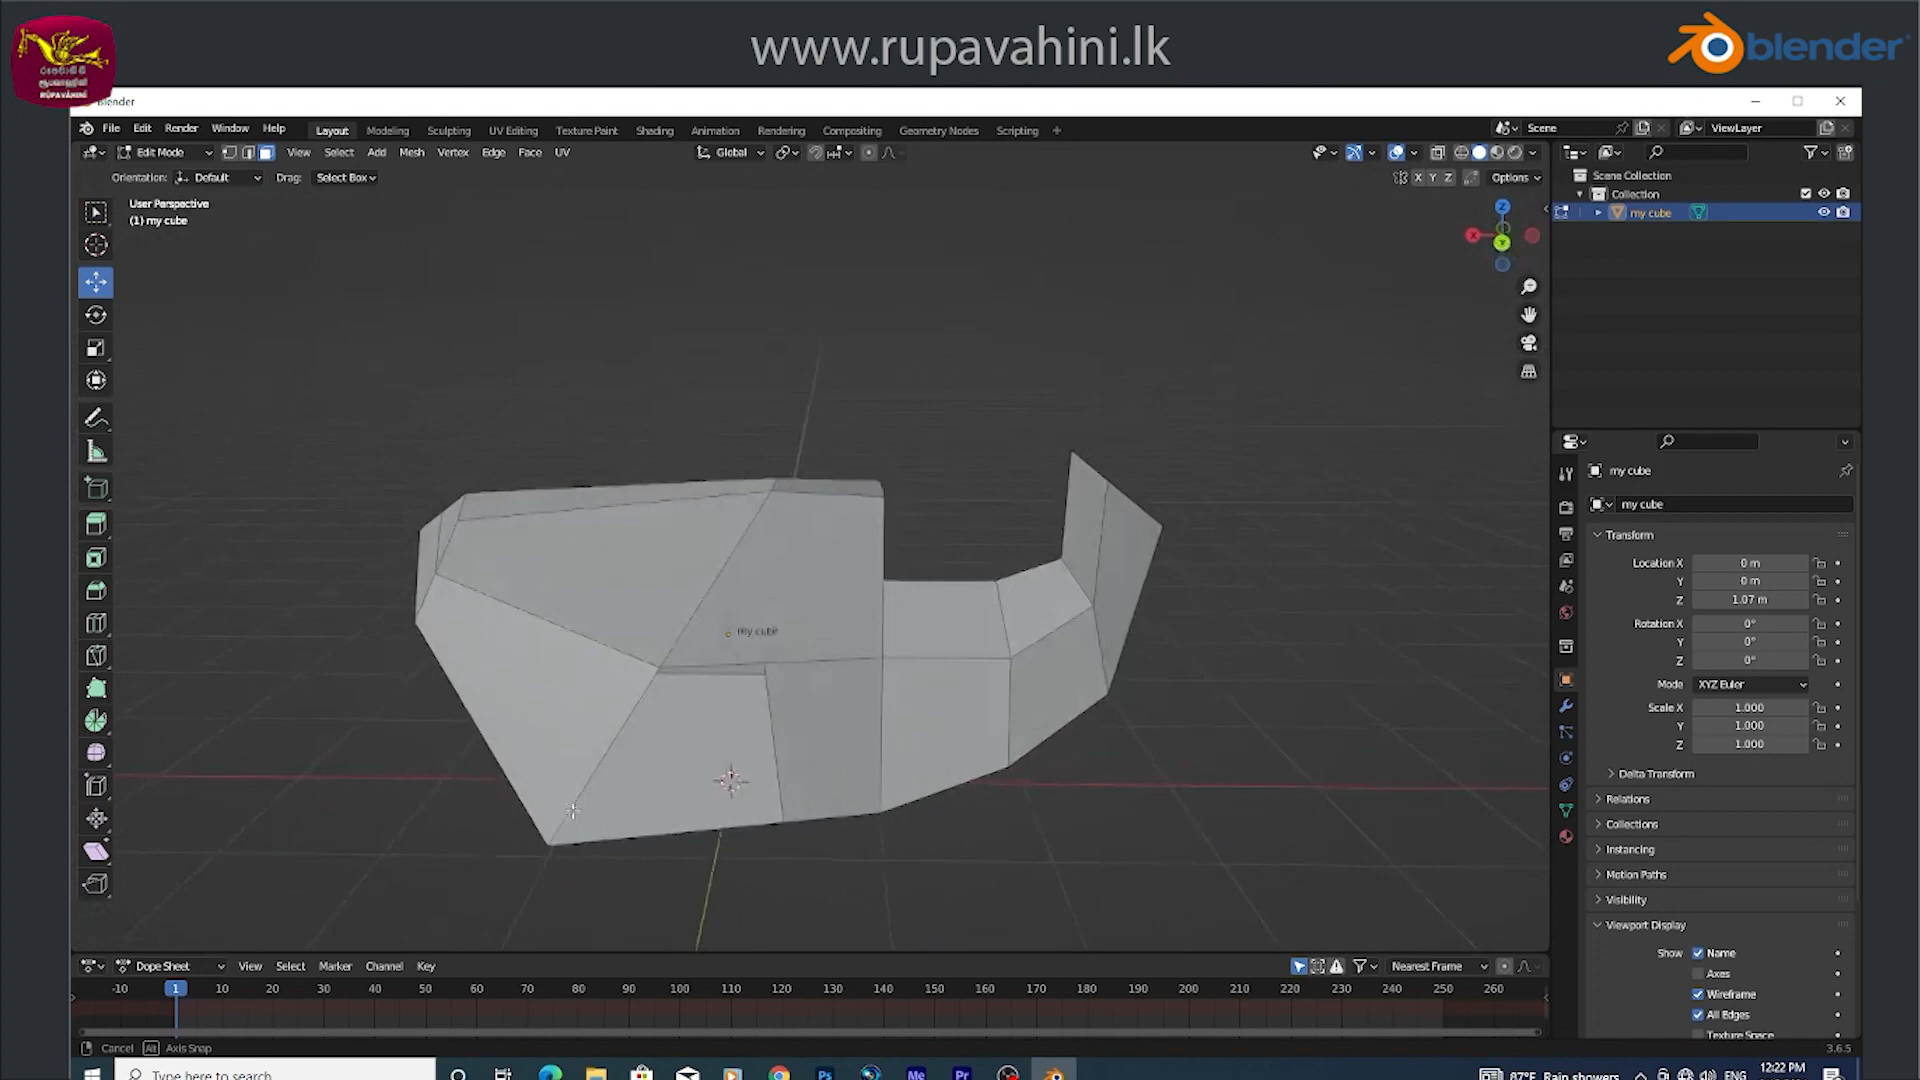 www.rupavahini.lk
blender
රූපවාහිනී
RUPAVAHINI
Blender
File Edit Render Window Help Layout Modeling Sculpting UV Editing Texture Paint Shading Animation Rendering Compositing Geometry Nodes Scripting +
Scene ViewLayer
Edit Mode View Select Add Mesh Vertex Edge Face UV
Global
Orientation: Default Drag: Select Box
X Y Z Options
User Perspective
(1) my cube
Z
X
Y
my cube
Scene Collection
Collection
my cube
my cube
my cube
Transform
Location X 0 m
Y 0 m
Z 1.07 m
Rotation X 0°
Y 0°
Z 0°
Mode XYZ Euler
Scale X 1.000
Y 1.000
Z 1.000
Delta Transform
Relations
Collections
Instancing
Motion Paths
Visibility
Viewport Display
Show Name
Axes
Wireframe
All Edges
Texture Space
Dope Sheet View Select Marker Channel Key
Nearest Frame
-10 1 10 20 30 40 50 60 70 80 90 100 110 120 130 140 150 160 170 180 190 200 210 220 230 240 250 260
Cancel Alt Axis Snap
3.6.5
Type here to search
Ps Me Pr
87°F Rain showers
ENG
12:22 PM